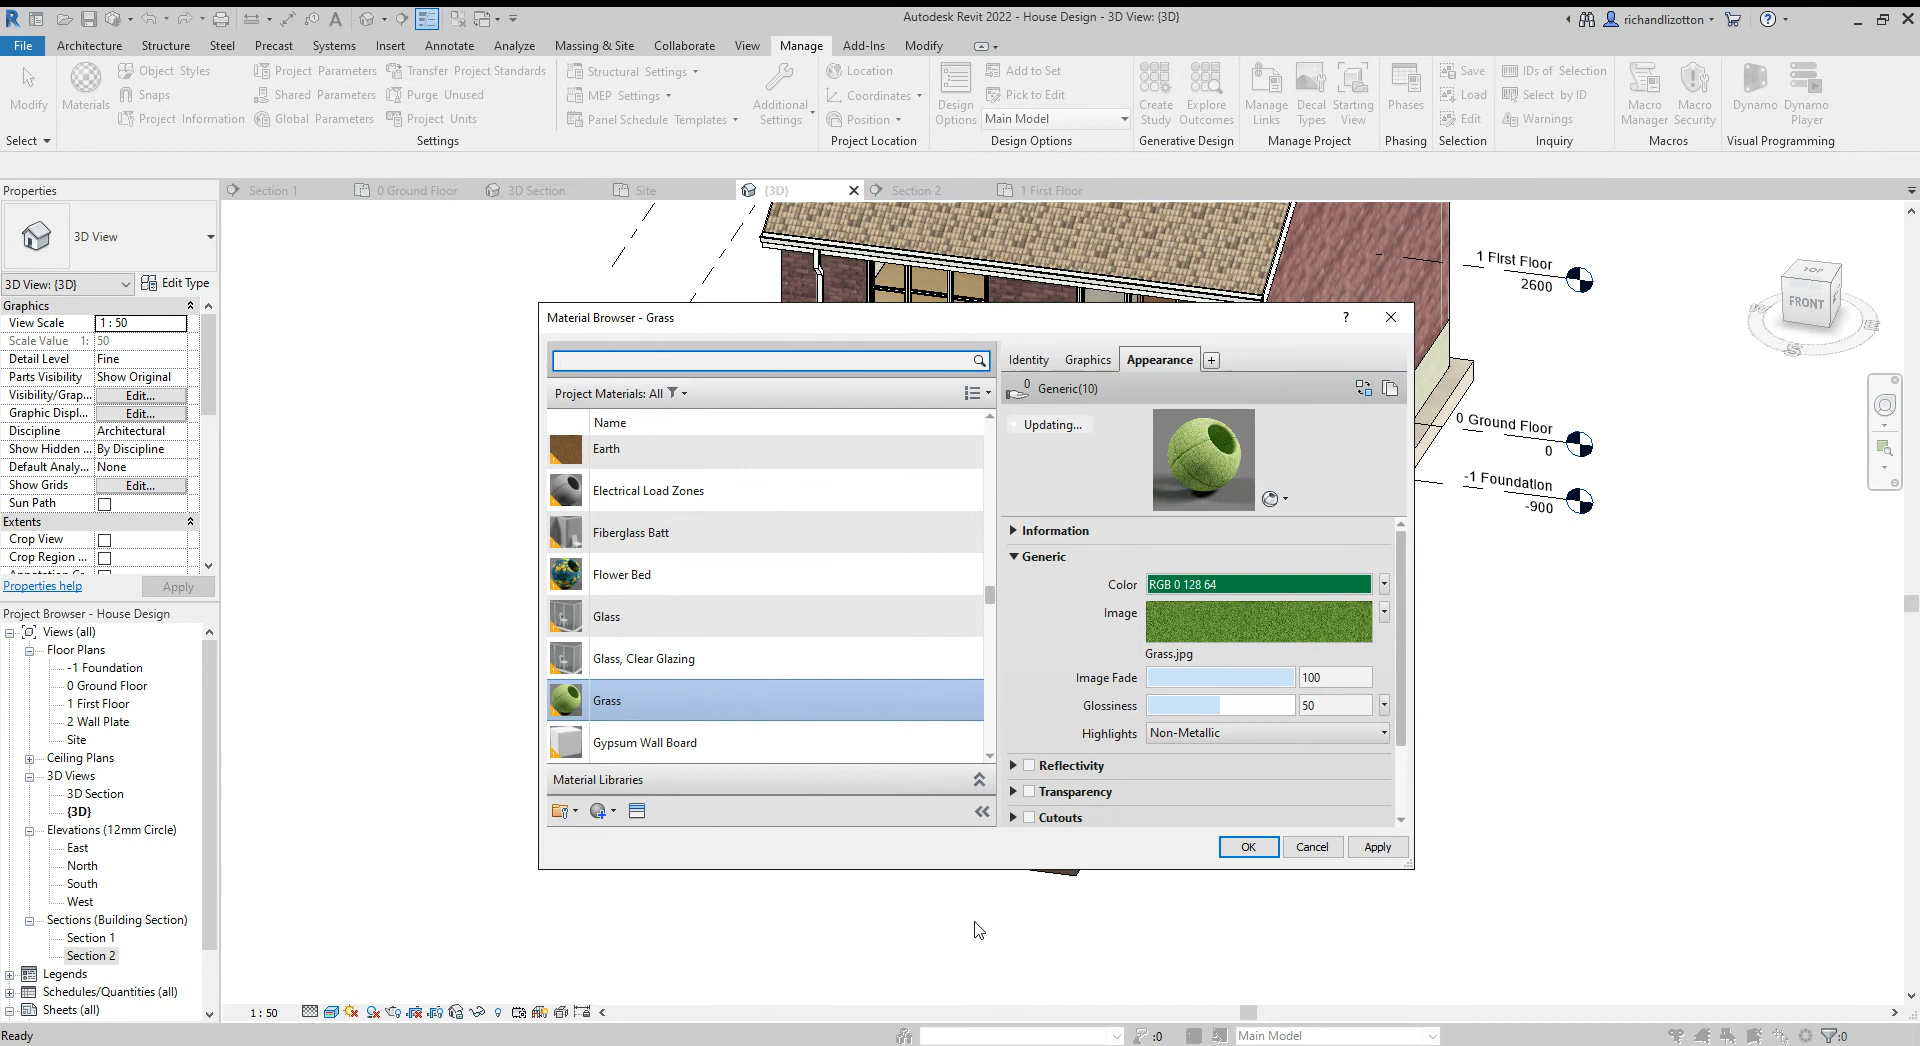 Autodesk Revit 2022 - House Design - 3D View: {3D}
richandlizotton
File Architecture Structure Steel Precast Systems Insert Annotate Analyze Massing & Site Collaborate View Manage Add-Ins Modify
Modify
Materials
Object Styles
Snaps
Project Information
Project Parameters
Shared Parameters
Global Parameters
Transfer Project Standards
Purge Unused
Project Units
Structural Settings
MEP Settings
Panel Schedule Templates
Additional Settings
Location
Coordinates
Position
Design Options
Add to Set
Pick to Edit
Main Model
Create Study
Explore Outcomes
Manage Links
Decal Types
Starting View
Phases
Save
Load
Edit
IDs of Selection
Select by ID
Warnings
Macro Manager
Macro Security
Dynamo
Dynamo Player
Select
Settings
Project Location
Design Options
Generative Design
Manage Project
Phasing
Selection
Inquiry
Macros
Visual Programming
Properties
Section 1
0 Ground Floor
3D Section
Site
{3D}
Section 2
1 First Floor
3D View
3D View: {3D}
Edit Type
Graphics
View Scale 1 : 50
Scale Value 1: 50
Detail Level Fine
Parts Visibility Show Original
Visibility/Grap... Edit...
Graphic Displ... Edit...
Discipline Architectural
Show Hidden ... By Discipline
Default Analy... None
Show Grids Edit...
Sun Path
Extents
Crop View
Crop Region ...
Properties help
Apply
Project Browser - House Design
Views (all)
Floor Plans
-1 Foundation
0 Ground Floor
1 First Floor
2 Wall Plate
Site
Ceiling Plans
3D Views
3D Section
{3D}
Elevations (12mm Circle)
East
North
South
West
Sections (Building Section)
Section 1
Section 2
Legends
Schedules/Quantities (all)
Sheets (all)
1 FIrst Floor
2600
0 Ground Floor
0
-1 Foundation
-900
TOP
FRONT
Material Browser - Grass
?
Project Materials: All
Name
Earth
Electrical Load Zones
Fiberglass Batt
Flower Bed
Glass
Glass, Clear Glazing
Grass
Gypsum Wall Board
Material Libraries
Identity Graphics Appearance
0
Generic(10)
Updating...
Information
Generic
Color RGB 0 128 64
Image
Grass.jpg
Image Fade 100
Glossiness 50
Highlights Non-Metallic
Reflectivity
Transparency
Cutouts
OK Cancel Apply
1 : 50
Ready
:0
Main Model
:0